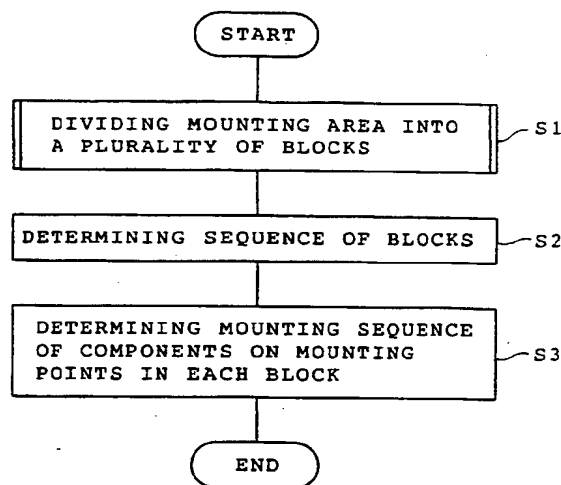 START
DIVIDING MOUNTING AREA INTO
A PLURALITY OF BLOCKS
S1
DETERMINING SEQUENCE OF BLOCKS
S2
DETERMINING MOUNTING SEQUENCE
OF COMPONENTS ON MOUNTING
POINTS IN EACH BLOCK
S3
END